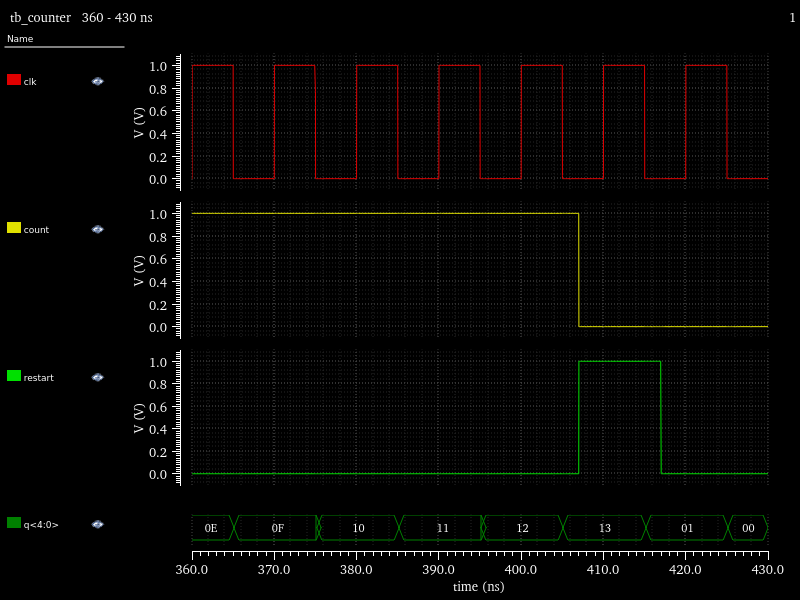 tb_counter 360 - 430 ns 1
Name
clk
V (V)
1.0
0.8
0.6
0.4
0.2
0.0
count
V (V)
1.0
0.8
0.6
0.4
0.2
0.0
restart
V (V)
1.0
0.8
0.6
0.4
0.2
0.0
q<4:0>
0E 0F 10 11 12 13 01 00
360.0 370.0 380.0 390.0 400.0 410.0 420.0 430.0
time (ns)